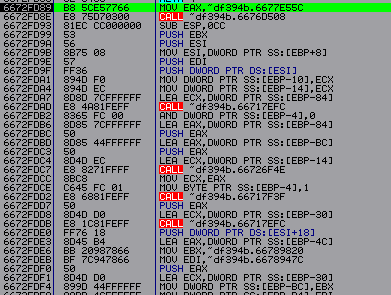 6672FD89 B8 5CE57766 MOV EAX,"df394b.6677E55C
6672FD8E E8 75D70300 CALL "df394b.6676D508
6672FD93 81EC CC000000 SUB ESP,0CC
6672FD99 53 PUSH EBX
6672FD9A 56 PUSH ESI
6672FD9B 8B75 08 MOV ESI,DWORD PTR SS:[EBP+8]
6672FD9E 57 PUSH EDI
6672FD9F FF36 PUSH DWORD PTR DS:[ESI]
6672FDA1 894D F0 MOV DWORD PTR SS:[EBP-10],ECX
6672FDA4 894D EC MOV DWORD PTR SS:[EBP-14],ECX
6672FDA7 8D8D 7CFFFFFF LEA ECX,DWORD PTR SS:[EBP-84]
6672FDAD E8 4A81FEFF CALL "df394b.66717EFC
6672FDB2 8365 FC 00 AND DWORD PTR SS:[EBP-4],0
6672FDB6 8D85 7CFFFFFF LEA EAX,DWORD PTR SS:[EBP-84]
6672FDBC 50 PUSH EAX
6672FDBD 8D85 44FFFFFF LEA EAX,DWORD PTR SS:[EBP-BC]
6672FDC3 50 PUSH EAX
6672FDC4 8D4D EC LEA ECX,DWORD PTR SS:[EBP-14]
6672FDC7 E8 8271FFFF CALL "df394b.66726F4E
6672FDCC 8BC8 MOV ECX,EAX
6672FDCE C645 FC 01 MOV BYTE PTR SS:[EBP-4],1
6672FDD2 E8 6881FEFF CALL "df394b.66717F3F
6672FDD7 50 PUSH EAX
6672FDD8 8D4D D0 LEA ECX,DWORD PTR SS:[EBP-30]
6672FDDB E8 1C81FEFF CALL "df394b.66717EFC
6672FDE0 FF76 18 PUSH DWORD PTR DS:[ESI+18]
6672FDE3 8D45 B4 LEA EAX,DWORD PTR SS:[EBP-4C]
6672FDE6 BB 20987966 MOV EBX,"df394b.66799820
6672FDEB BF 7C947866 MOV EDI,"df394b.6678947C
6672FDF0 50 PUSH EAX
6672FDF1 8D4D D0 LEA ECX,DWORD PTR SS:[EBP-30]
6672FDF4 899D 44FFFFFF MOV DWORD PTR SS:[EBP-BC],EBX